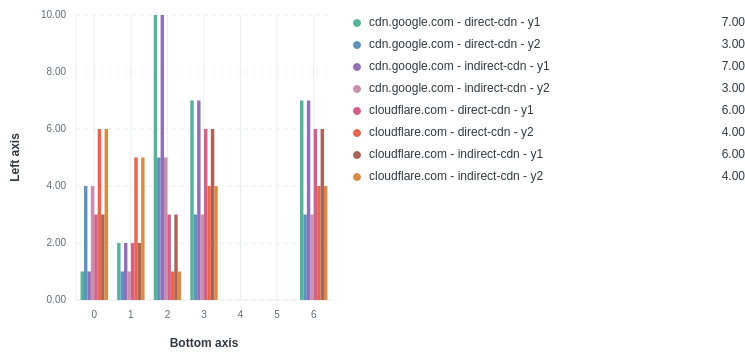 10.00
8.00
6.00
4.00
2.00
0.00
Left axis
0 1 2 3 4 5 6
Bottom axis
cdn.google.com - direct-cdn - y1 7.00
cdn.google.com - direct-cdn - y2 3.00
cdn.google.com - indirect-cdn - y1 7.00
cdn.google.com - indirect-cdn - y2 3.00
cloudflare.com - direct-cdn - y1 6.00
cloudflare.com - direct-cdn - y2 4.00
cloudflare.com - indirect-cdn - y1 6.00
cloudflare.com - indirect-cdn - y2 4.00